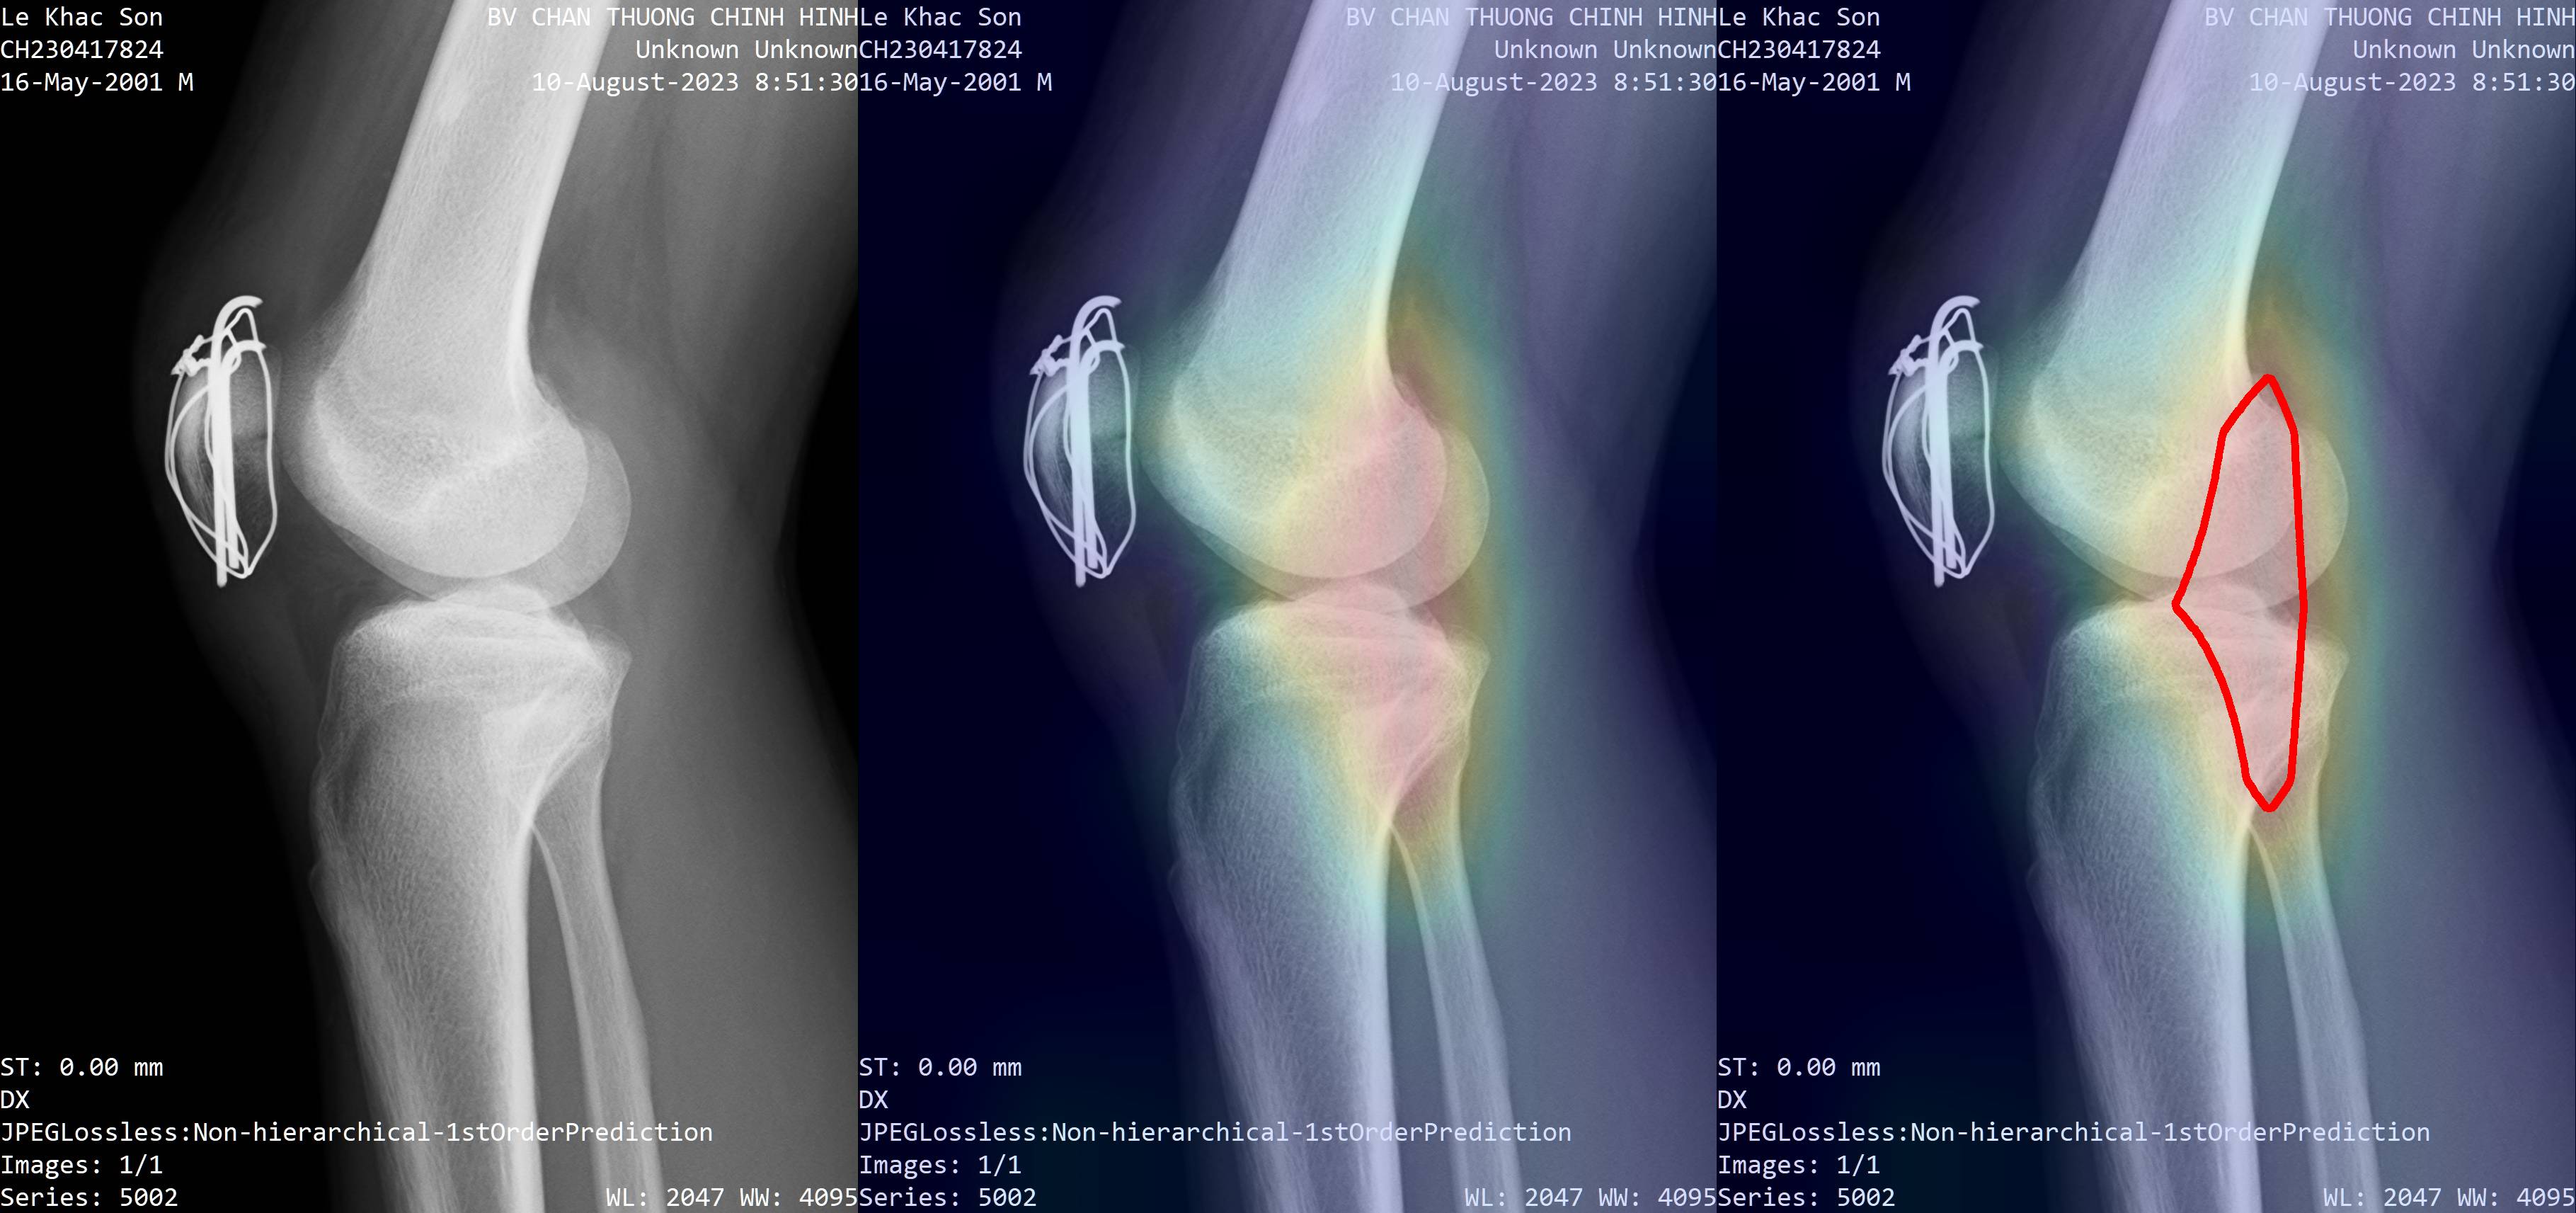 Le Khac Son
CH230417824
16-May-2001 M
BV CHAN THUONG CHINH HINH
Unknown Unknown
10-August-2023 8:51:30
ST: 0.00 mm
DX
JPEGLossless:Non-hierarchical-1stOrderPrediction
Images: 1/1
Series: 5002
WL: 2047 WW: 4095
Le Khac Son
CH230417824
16-May-2001 M
BV CHAN THUONG CHINH HINH
Unknown Unknown
10-August-2023 8:51:30
ST: 0.00 mm
DX
JPEGLossless:Non-hierarchical-1stOrderPrediction
Images: 1/1
Series: 5002
WL: 2047 WW: 4095
Le Khac Son
CH230417824
16-May-2001 M
BV CHAN THUONG CHINH HINH
Unknown Unknown
10-August-2023 8:51:30
ST: 0.00 mm
DX
JPEGLossless:Non-hierarchical-1stOrderPrediction
Images: 1/1
Series: 5002
WL: 2047 WW: 4095